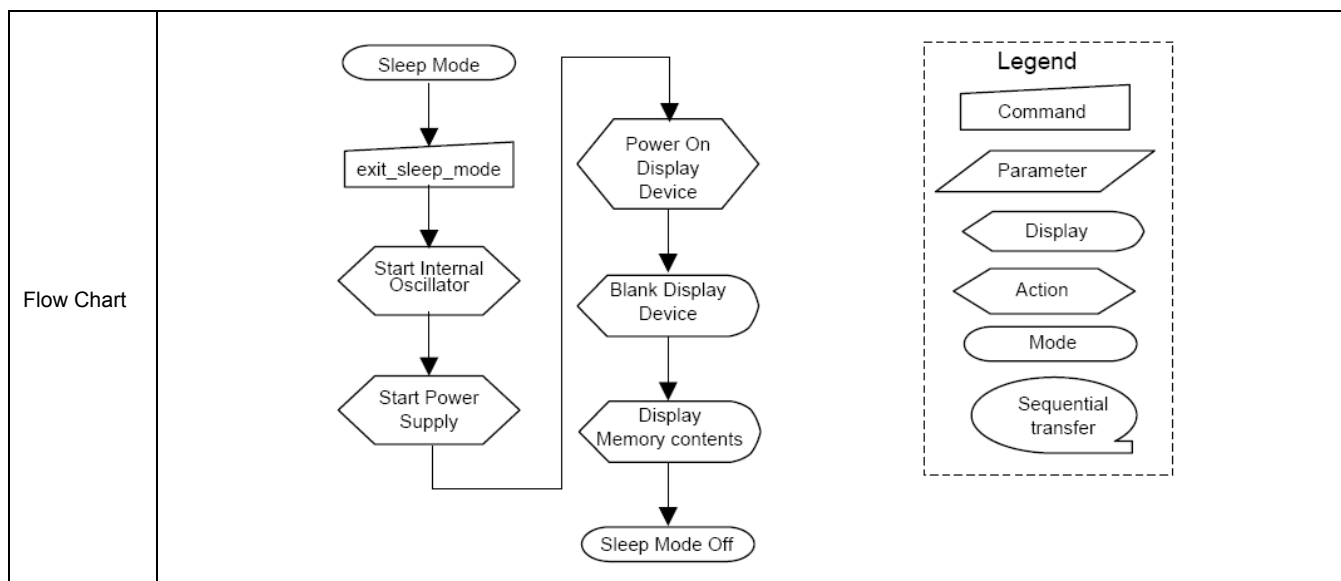 Flow Chart
Sleep Mode
exit_sleep_mode
Start Internal
Oscillator
Start Power
Supply
Power On
Display
Device
Blank Display
Device
Display
Memory contents
Sleep Mode Off
Legend
Command
Parameter
Display
Action
Mode
Sequential
transfer